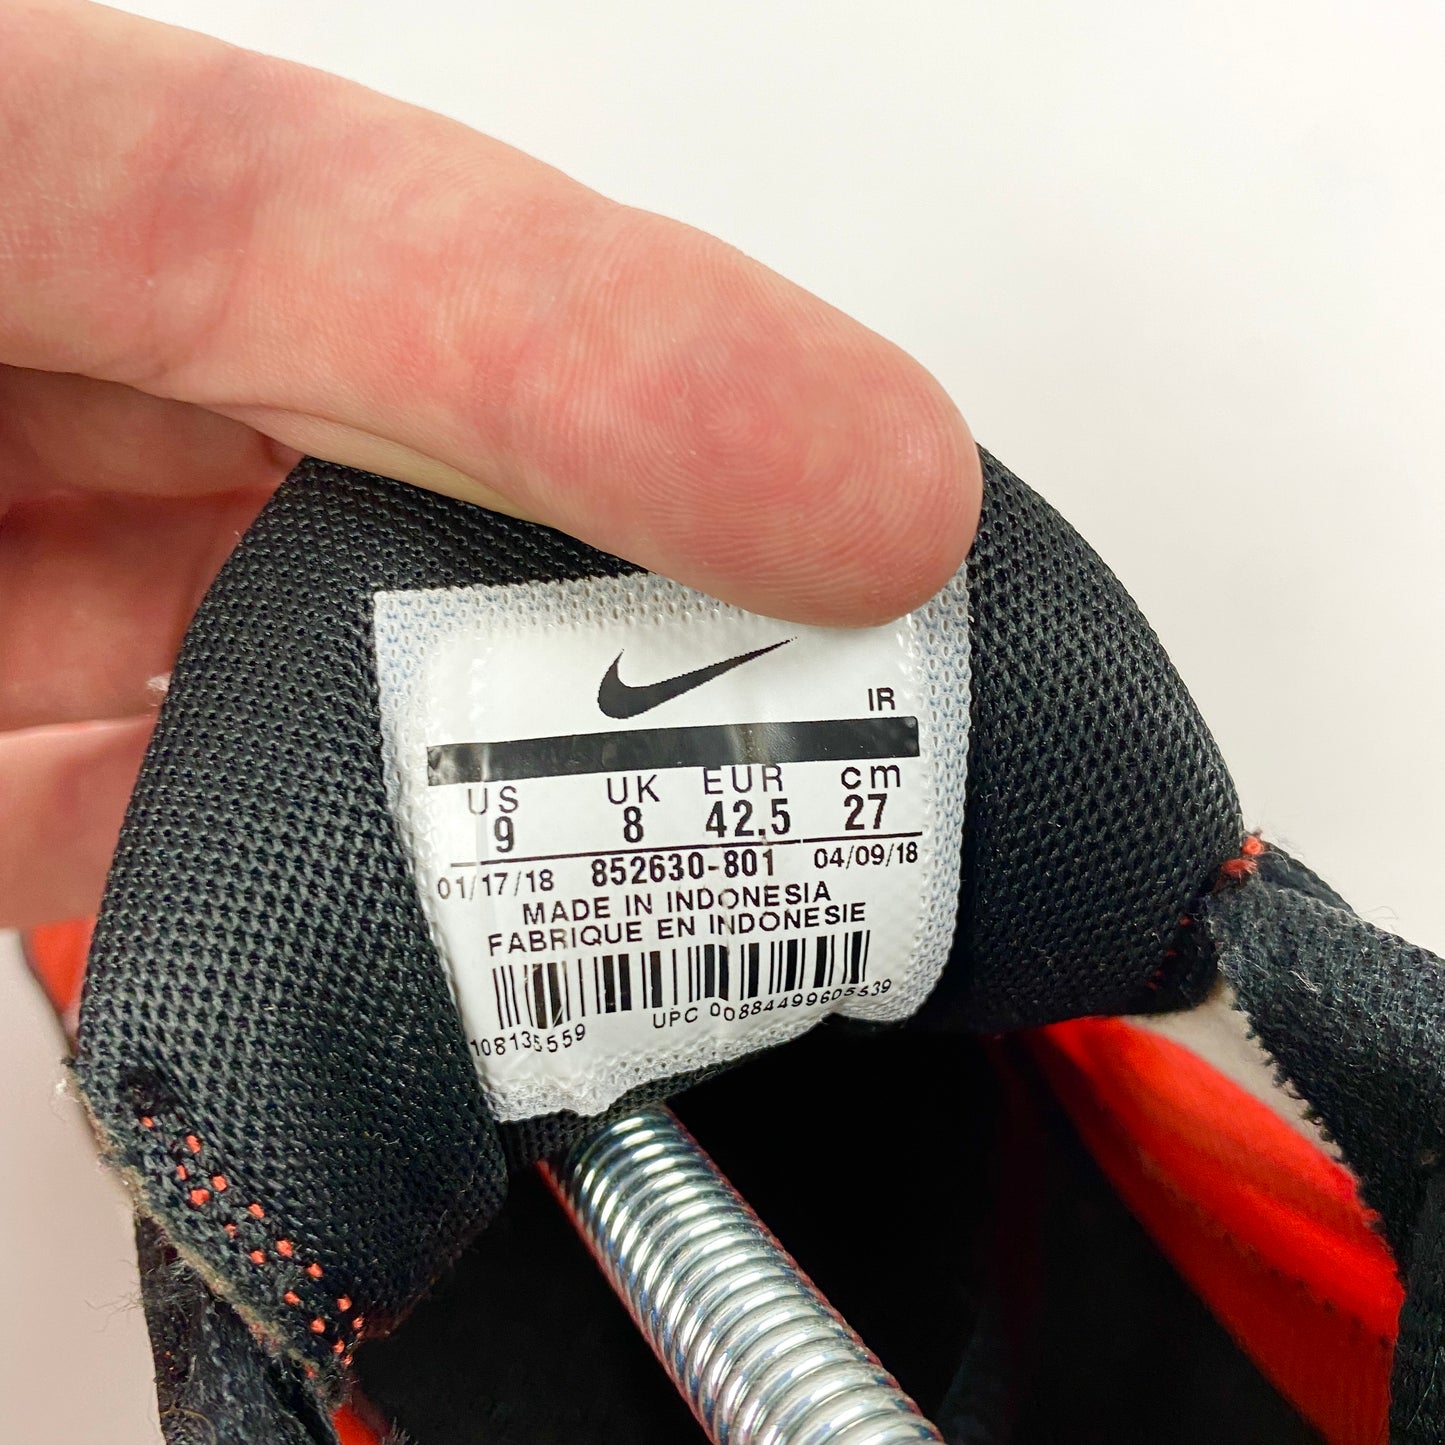 IR
US UK EUR cm
9 8 42.5 27
01/17/18 852630-801 04/09/18
MADE IN INDONESIA
FABRIQUE EN INDONESIE
UPC 00884499605539
108135559